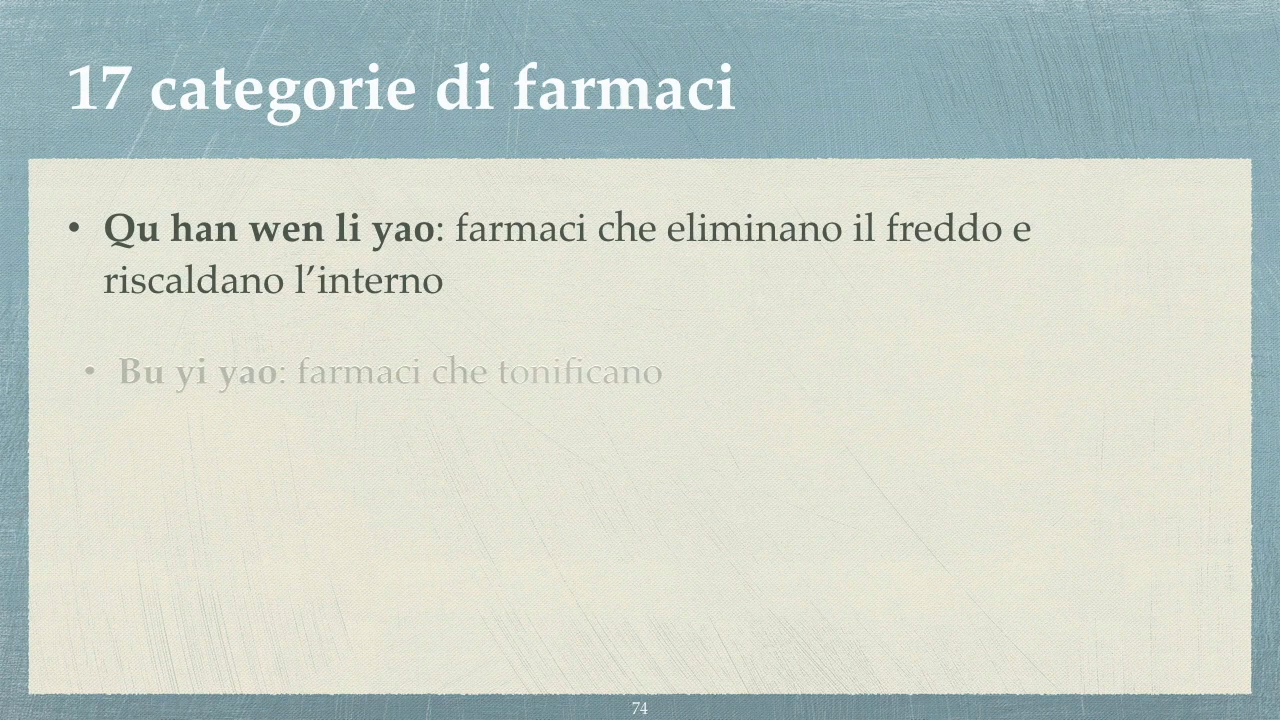 17 categorie di farmaci
• Qu han wen li yao: farmaci che eliminano il freddo e
riscaldano l’interno
• Bu yi yao: farmaci che tonificano
74